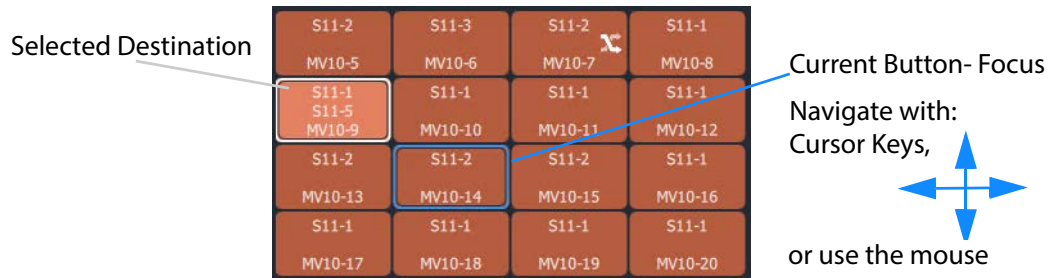 Selected Destination
S11-2 S11-3 S11-2 S11-1
MV10-5 MV10-6 MV10-7 MV10-8
S11-1 S11-1 S11-1 S11-1
S11-5
MV10-9 MV10-10 MV10-11 MV10-12
S11-2 S11-2 S11-2 S11-1
MV10-13 MV10-14 MV10-15 MV10-16
S11-1 S11-1 S11-1 S11-1
MV10-17 MV10-18 MV10-19 MV10-20
Current Button- Focus
Navigate with:
Cursor Keys,
or use the mouse